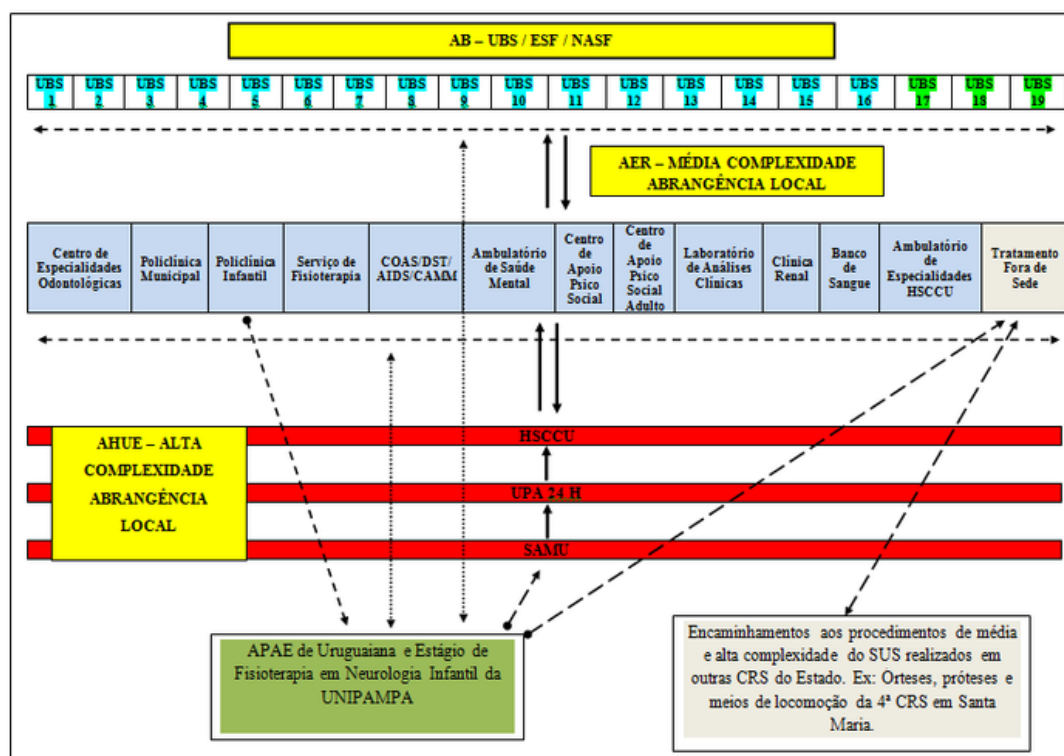 AB – UBS / ESF / NASF
UBS 1 UBS 2 UBS 3 UBS 4 UBS 5 UBS 6 UBS 7 UBS 8 UBS 9 UBS 10 UBS 11 UBS 12 UBS 13 UBS 14 UBS 15 UBS 16 UBS 17 UBS 18 UBS 19
AER – MÉDIA COMPLEXIDADE
ABRANGÊNCIA LOCAL
Centro de
Especialidades
Odontológicas
Policlínica
Municipal
Policlínica
Infantil
Serviço de
Fisioterapia
COAS/DST/
AIDS/CAMM
Ambulatório
de Saúde
Mental
Centro
de
Apoio
Psico
Social
Centro
de
Apoio
Psico
Social
Adulto
Laboratório
de Análises
Clínicas
Clínica
Renal
Banco
de
Sangue
Ambulatório
de
Especialidades
HSCCU
Tratamento
Fora de
Sede
AHUE – ALTA
COMPLEXIDADE
ABRANGÊNCIA
LOCAL
HSCCU
UPA 24 H
SAMU
APAE de Uruguaiana e Estágio de
Fisioterapia em Neurologia Infantil da
UNIPAMPA
Encaminhamentos aos procedimentos de média
e alta complexidade do SUS realizados em
outras CRS do Estado. Ex: Órteses, próteses e
meios de locomoção da 4ª CRS em Santa
Maria.